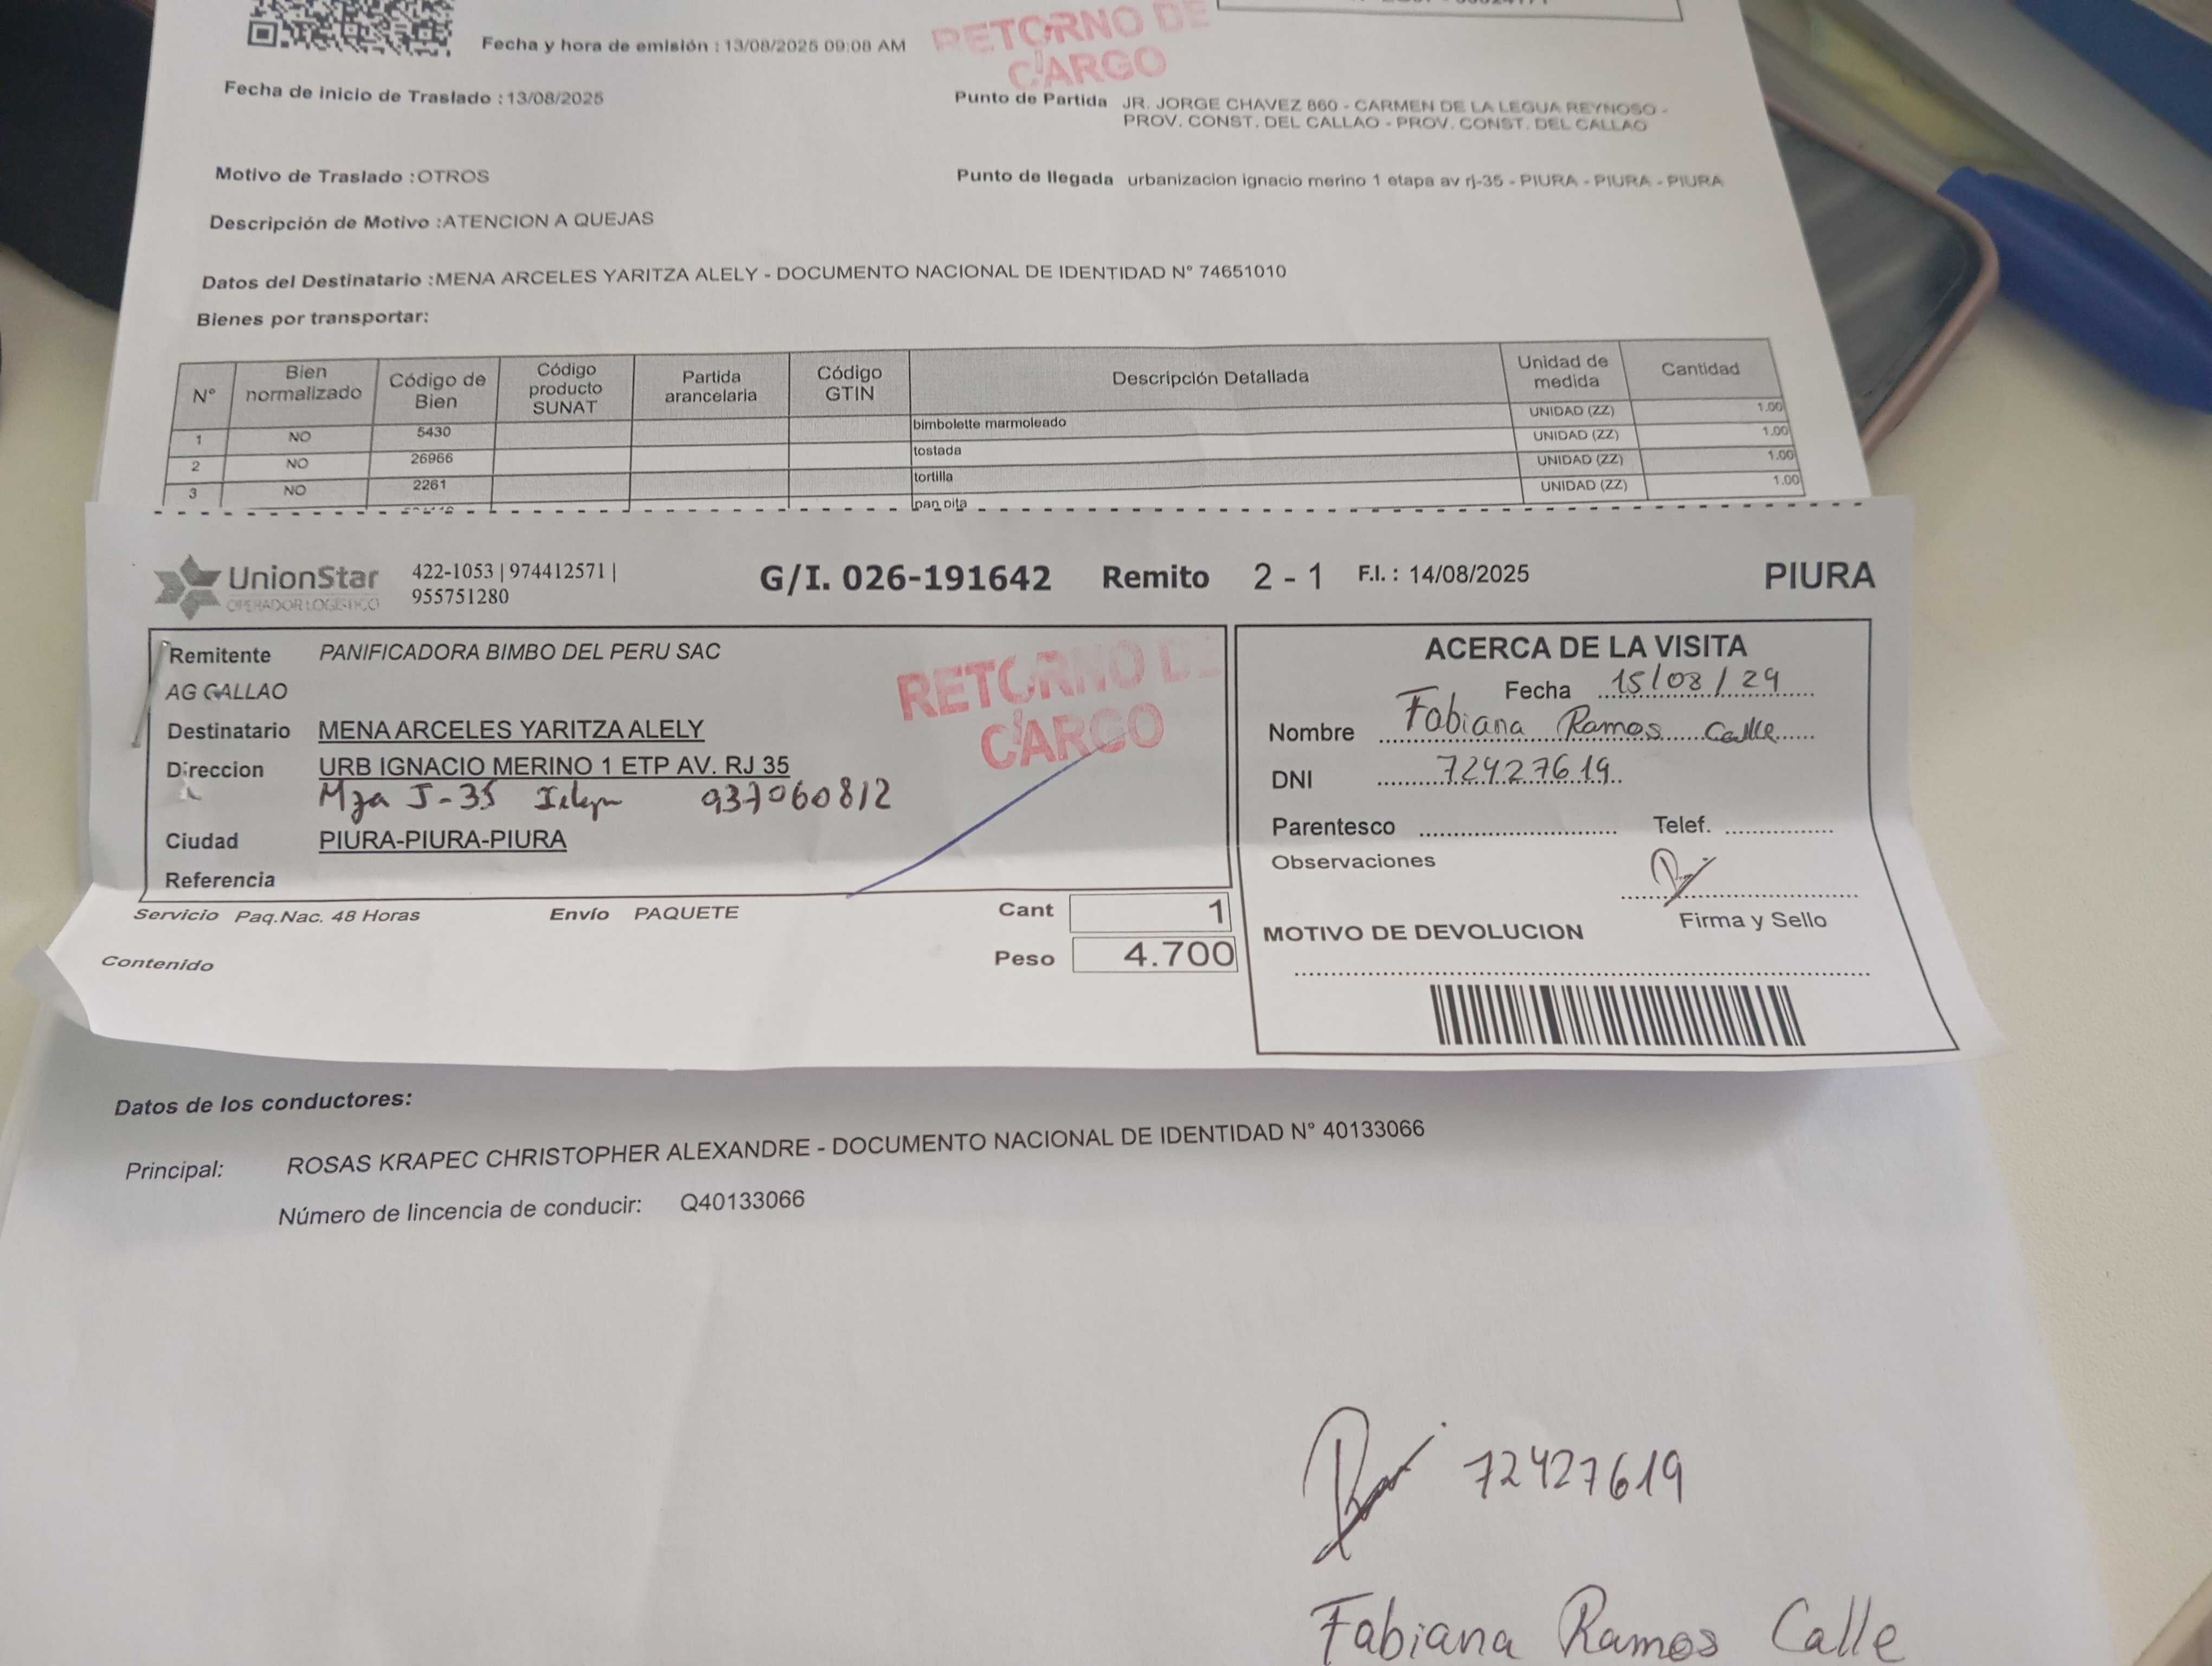 Fecha y hora de emisión : 13/08/2025 09:08 AM
RETORNO DE
CARGO
Fecha de inicio de Traslado : 13/08/2025
Punto de Partida JR. JORGE CHAVEZ 860 - CARMEN DE LA LEGUA REYNOSO -
PROV. CONST. DEL CALLAO - PROV. CONST. DEL CALLAO
Motivo de Traslado :OTROS
Punto de llegada urbanizacion ignacio merino 1 etapa av rj-35 - PIURA - PIURA - PIURA
Descripción de Motivo :ATENCION A QUEJAS
Datos del Destinatario :MENA ARCELES YARITZA ALELY - DOCUMENTO NACIONAL DE IDENTIDAD N° 74651010
Bienes por transportar:
N° Bien normalizado Código de Bien Código producto SUNAT Partida arancelaria Código GTIN Descripción Detallada Unidad de medida Cantidad
1 NO 5430 bimbolette marmoleado UNIDAD (ZZ) 1.00
2 NO 26966 tostada UNIDAD (ZZ) 1.00
3 NO 2261 tortilla UNIDAD (ZZ) 1.00
pan pita UNIDAD (ZZ) 1.00
UnionStar 422-1053 | 974412571 | G/I. 026-191642 Remito 2 - 1 F.I. : 14/08/2025 PIURA
OPERADOR LOGISTICO 955751280
Remitente PANIFICADORA BIMBO DEL PERU SAC
AG CALLAO
RETORNO DE
CARGO
Destinatario MENA ARCELES YARITZA ALELY
Direccion URB IGNACIO MERINO 1 ETP AV. RJ 35
Mza J-35 937060812
Ciudad PIURA-PIURA-PIURA
Referencia
Servicio Paq.Nac. 48 Horas Envío PAQUETE Cant 1
Contenido Peso 4.700
ACERCA DE LA VISITA
Fecha 15/08/29
Nombre Fabiana Ramos Calle
DNI 72427619
Parentesco Telef.
Observaciones
Firma y Sello
MOTIVO DE DEVOLUCION
Datos de los conductores:
Principal: ROSAS KRAPEC CHRISTOPHER ALEXANDRE - DOCUMENTO NACIONAL DE IDENTIDAD N° 40133066
Número de lincencia de conducir: Q40133066
72427619
Fabiana Ramos Calle